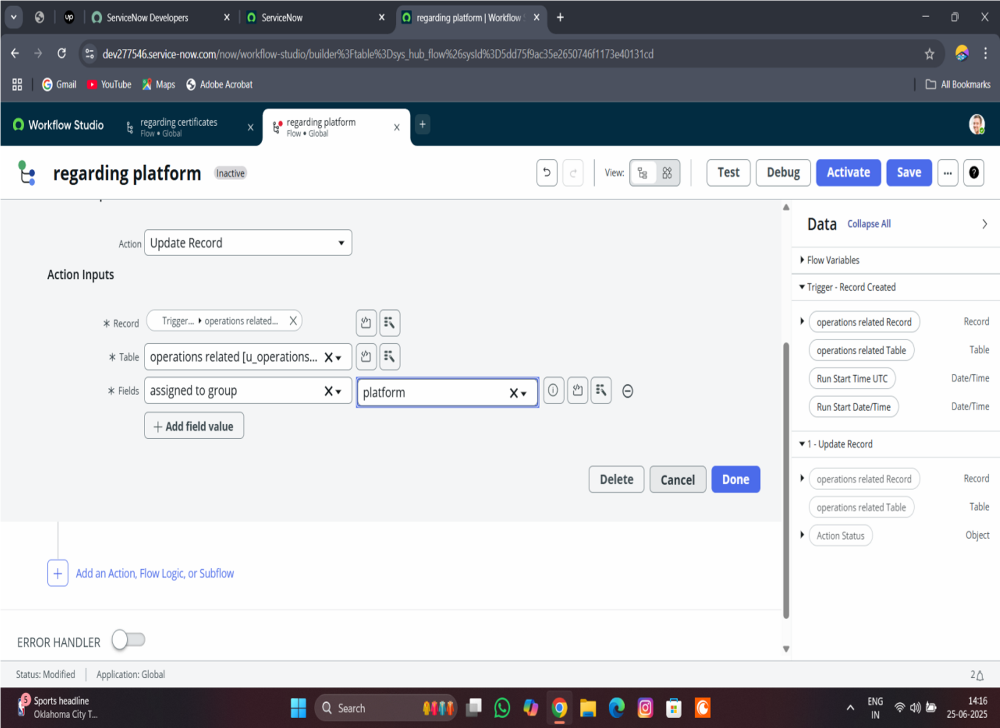 ServiceNow Developers
ServiceNow
regarding platform | Workflow S
dev277546.service-now.com/now/workflow-studio/builder%3Ftable%3Dsys_hub_flow%26sysId%3D5dd75f9ac35e2650746f1173e40131cd
Gmail
YouTube
Maps
Adobe Acrobat
All Bookmarks
Workflow Studio
regarding certificates
Flow • Global
regarding platform
Flow • Global
regarding platform
Inactive
View:
Test
Debug
Activate
Save
Action
Update Record
Action Inputs
* Record
Trigger... ▸ operations related...
* Table
operations related [u_operations...
* Fields
assigned to group
platform
+ Add field value
Delete
Cancel
Done
Add an Action, Flow Logic, or Subflow
ERROR HANDLER
Data
Collapse All
Flow Variables
Trigger - Record Created
operations related Record
Record
operations related Table
Table
Run Start Time UTC
Date/Time
Run Start Date/Time
Date/Time
1 - Update Record
operations related Record
Record
operations related Table
Table
Action Status
Object
Status: Modified
Application: Global
2
5
Sports headline
Oklahoma City T...
Search
ENG
IN
14:16
25-06-2025